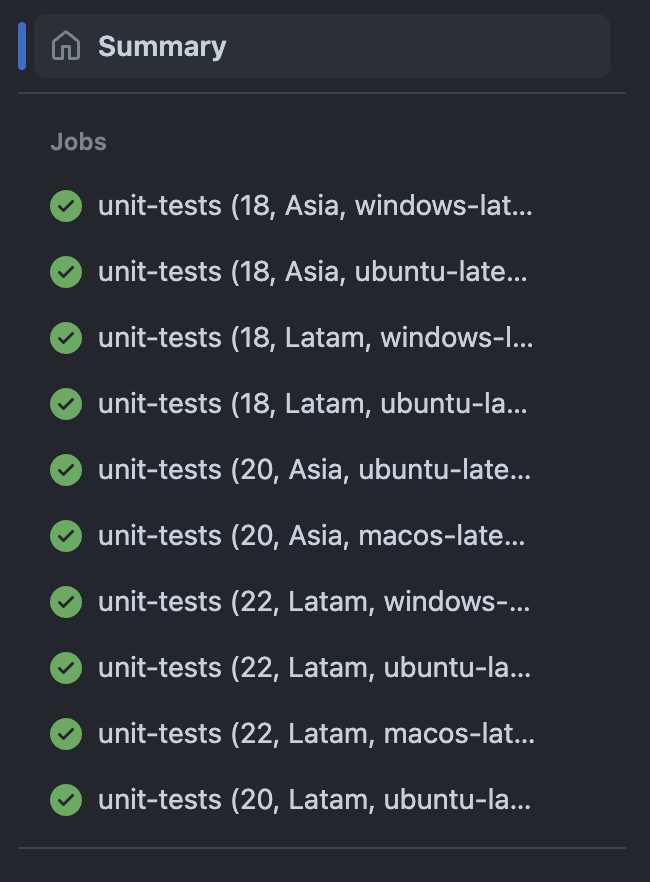 Summary
Jobs
unit-tests (18, Asia, windows-lat...
unit-tests (18, Asia, ubuntu-late...
unit-tests (18, Latam, windows-l...
unit-tests (18, Latam, ubuntu-la...
unit-tests (20, Asia, ubuntu-late...
unit-tests (20, Asia, macos-late...
unit-tests (22, Latam, windows-...
unit-tests (22, Latam, ubuntu-la...
unit-tests (22, Latam, macos-lat...
unit-tests (20, Latam, ubuntu-la...